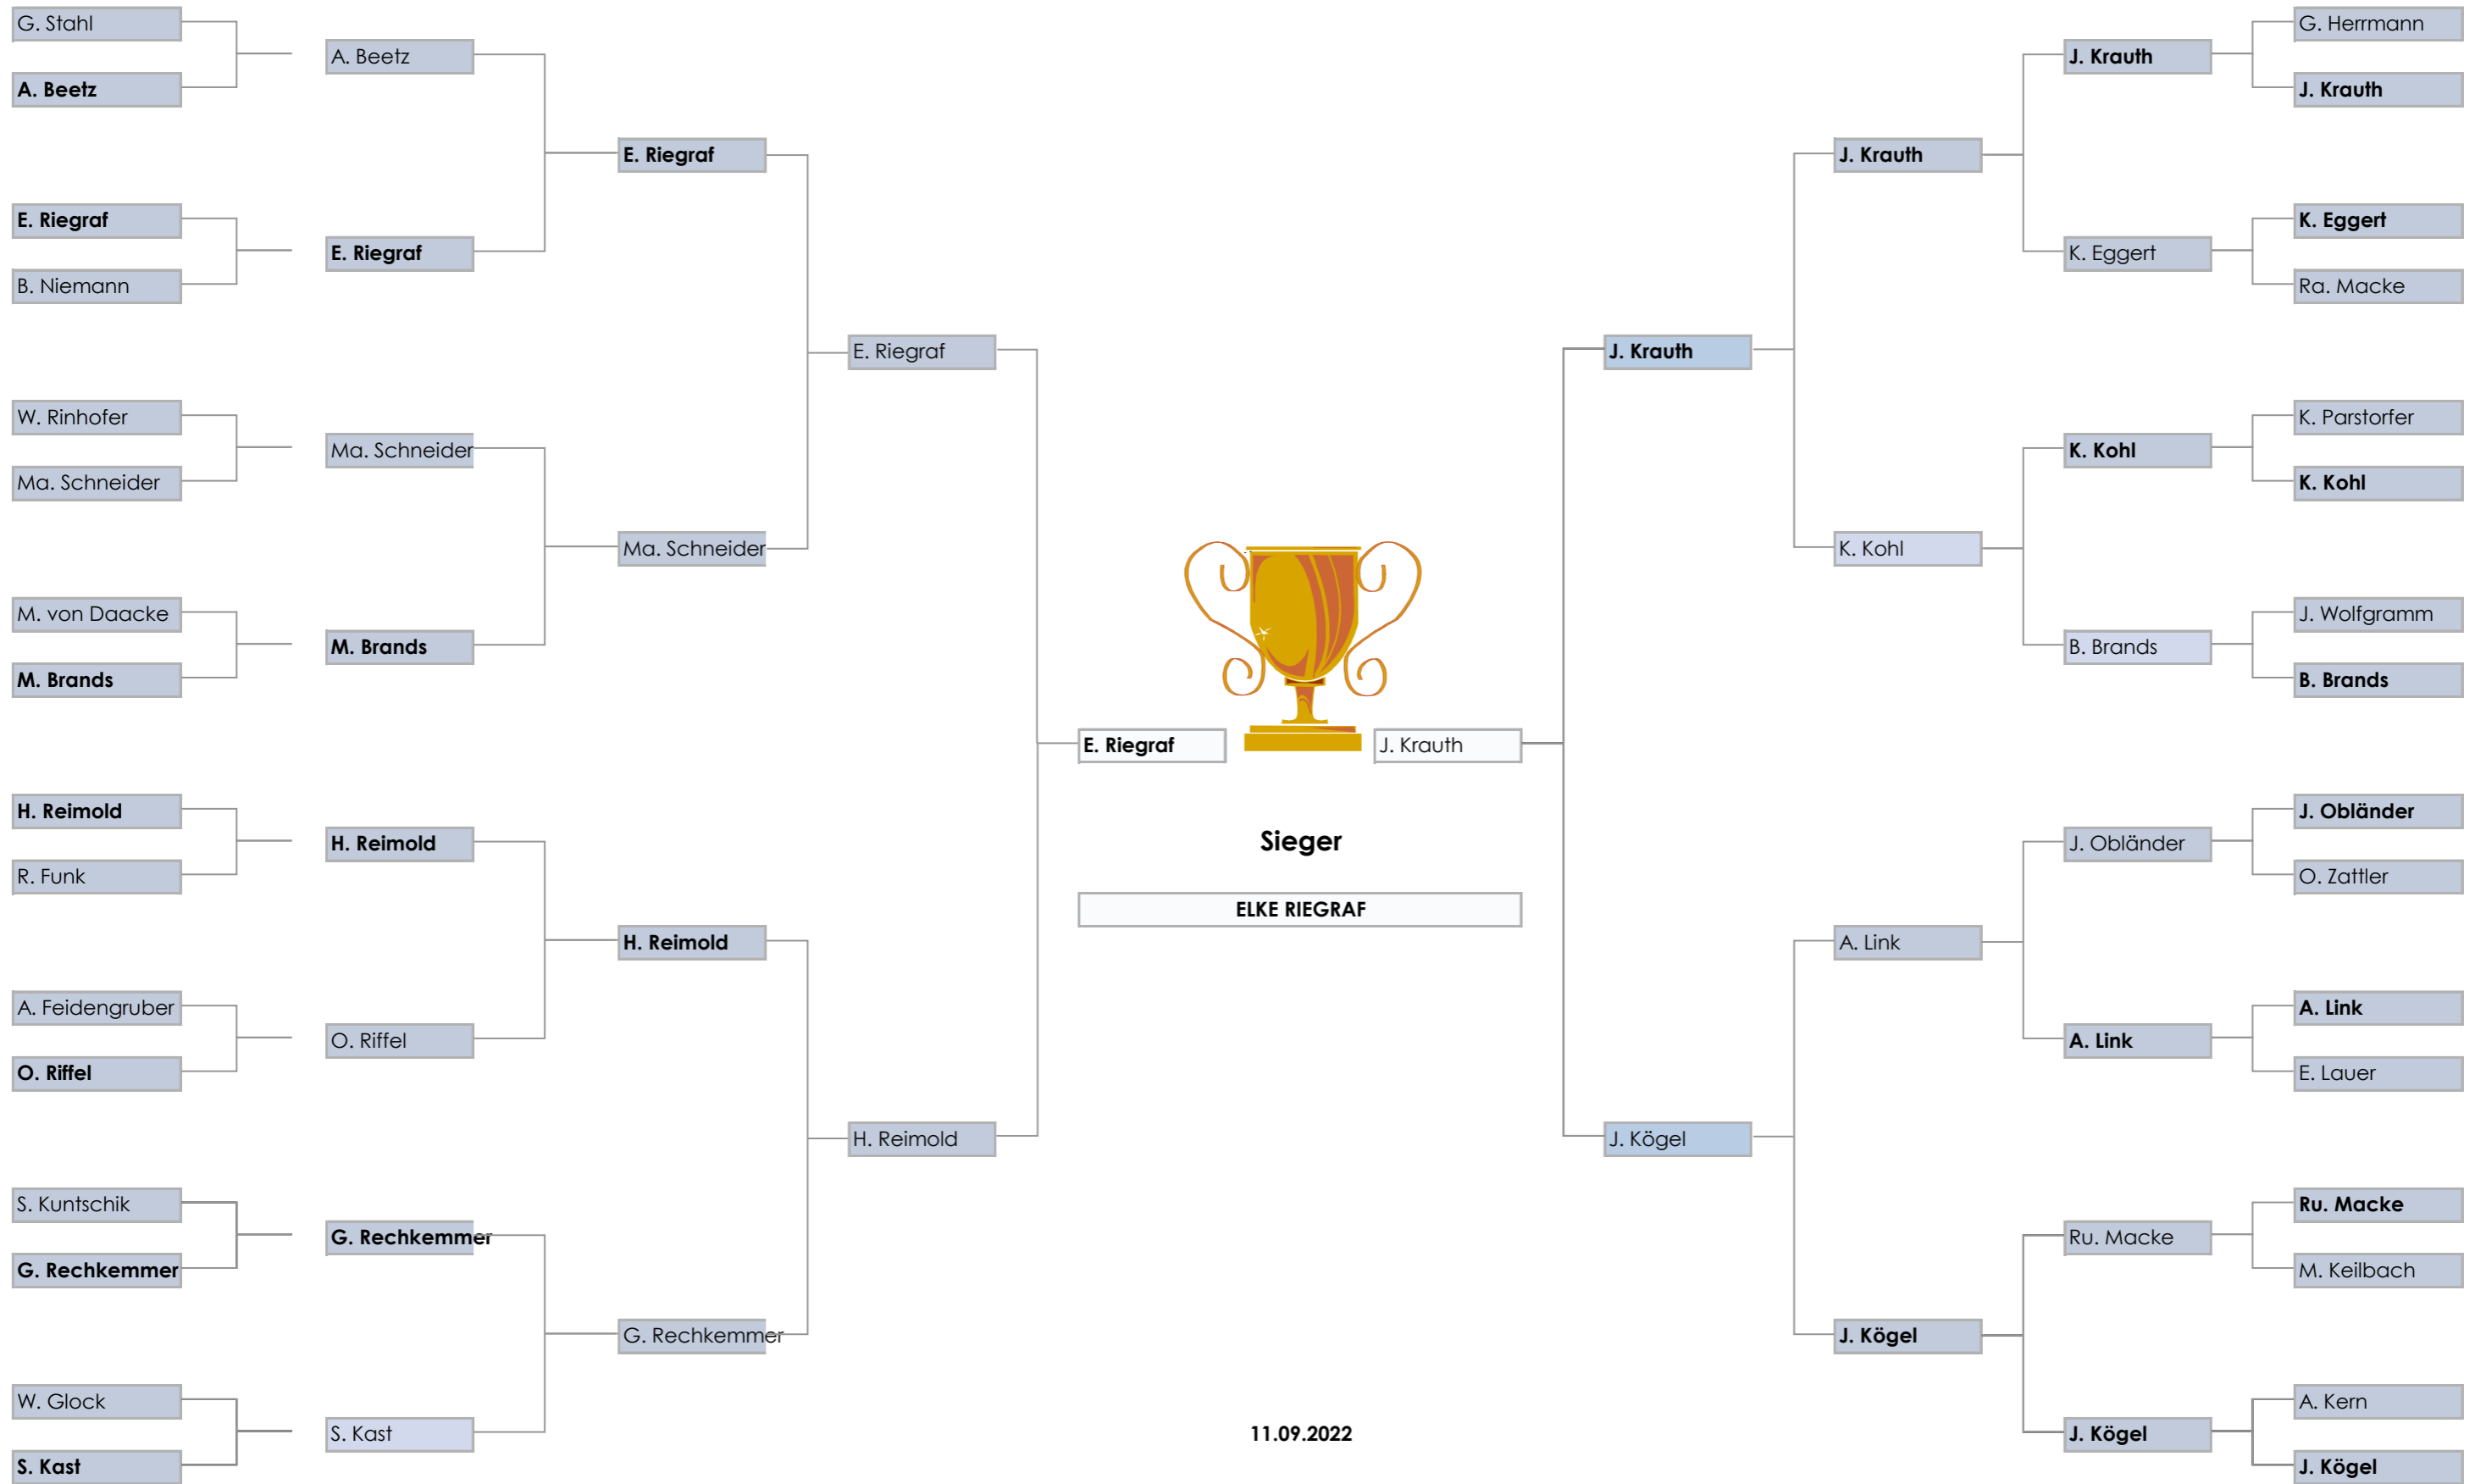 G. Stahl
A. Beetz
E. Riegraf
B. Niemann
W. Rinhofer
Ma. Schneider
M. von Daacke
M. Brands
H. Reimold
R. Funk
A. Feidengruber
O. Riffel
S. Kuntschik
G. Rechkemmer
W. Glock
S. Kast
A. Beetz
E. Riegraf
Ma. Schneider
M. Brands
H. Reimold
O. Riffel
G. Rechkemmer
S. Kast
E. Riegraf
Ma. Schneider
H. Reimold
G. Rechkemmer
E. Riegraf
H. Reimold
E. Riegraf
J. Krauth
Sieger
ELKE RIEGRAF
11.09.2022
J. Krauth
J. Kögel
J. Krauth
K. Kohl
A. Link
J. Kögel
J. Krauth
K. Eggert
K. Kohl
B. Brands
J. Obländer
A. Link
Ru. Macke
J. Kögel
G. Herrmann
J. Krauth
K. Eggert
Ra. Macke
K. Parstorfer
K. Kohl
J. Wolfgramm
B. Brands
J. Obländer
O. Zattler
A. Link
E. Lauer
Ru. Macke
M. Keilbach
A. Kern
J. Kögel